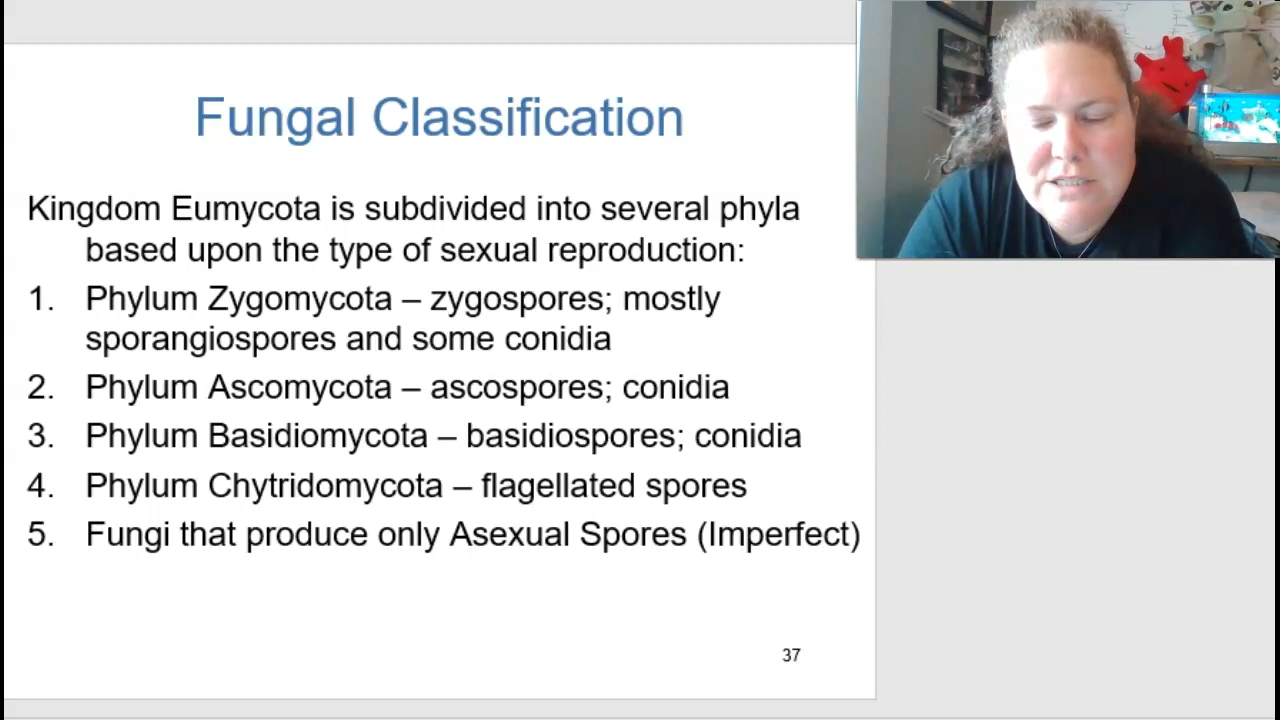 Fungal Classification
Kingdom Eumycota is subdivided into several phyla
based upon the type of sexual reproduction:
1. Phylum Zygomycota – zygospores; mostly
sporangiospores and some conidia
2. Phylum Ascomycota – ascospores; conidia
3. Phylum Basidiomycota – basidiospores; conidia
4. Phylum Chytridomycota – flagellated spores
5. Fungi that produce only Asexual Spores (Imperfect)
37